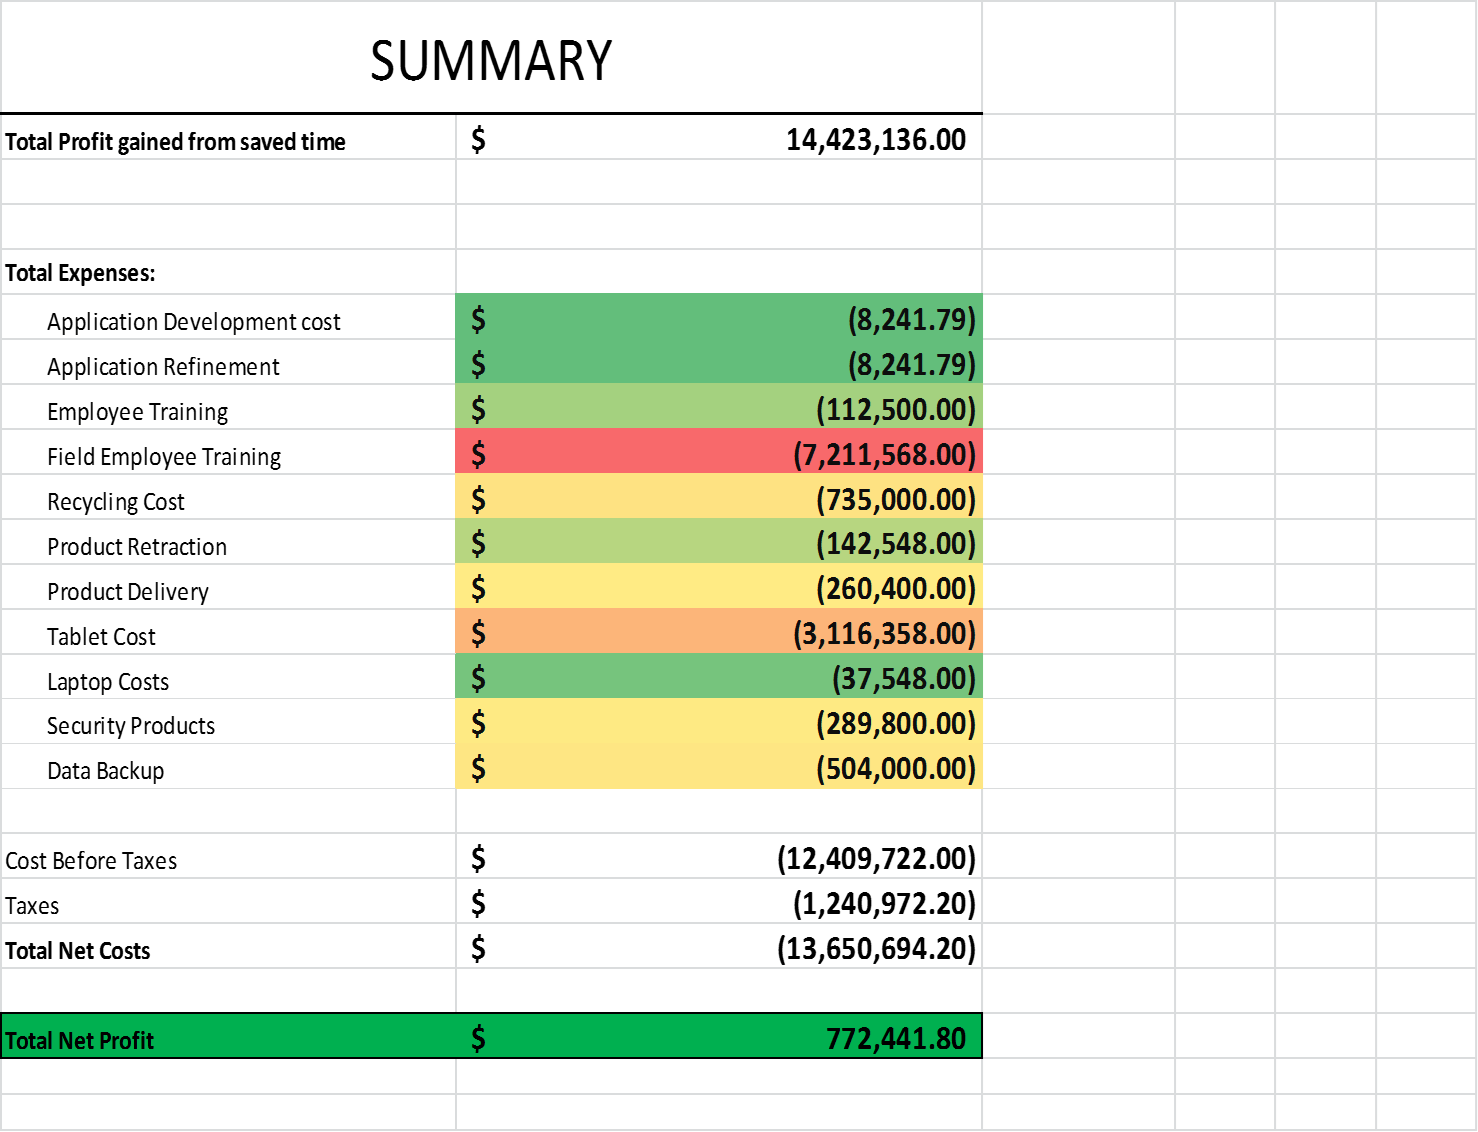 SUMMARY
Total Profit gained from saved time $ 14,423,136.00
Total Expenses:
Application Development cost $ (8,241.79)
Application Refinement $ (8,241.79)
Employee Training $ (112,500.00)
Field Employee Training $ (7,211,568.00)
Recycling Cost $ (735,000.00)
Product Retraction $ (142,548.00)
Product Delivery $ (260,400.00)
Tablet Cost $ (3,116,358.00)
Laptop Costs $ (37,548.00)
Security Products $ (289,800.00)
Data Backup $ (504,000.00)
Cost Before Taxes $ (12,409,722.00)
Taxes $ (1,240,972.20)
Total Net Costs $ (13,650,694.20)
Total Net Profit $ 772,441.80